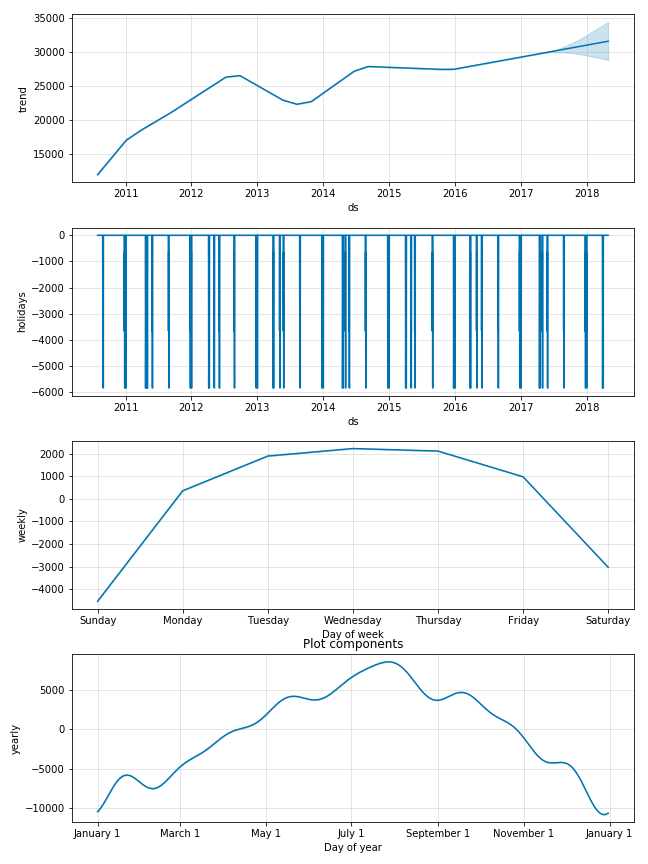 35000
30000
25000
20000
15000
trend
2011 2012 2013 2014 2015 2016 2017 2018
ds
0
−1000
−2000
−3000
−4000
−5000
−6000
holidays
2011 2012 2013 2014 2015 2016 2017 2018
ds
2000
1000
0
−1000
−2000
−3000
−4000
weekly
Sunday Monday Tuesday Wednesday Thursday Friday Saturday
Day of week
Plot components
5000
0
−5000
−10000
yearly
January 1 March 1 May 1 July 1 September 1 November 1 January 1
Day of year